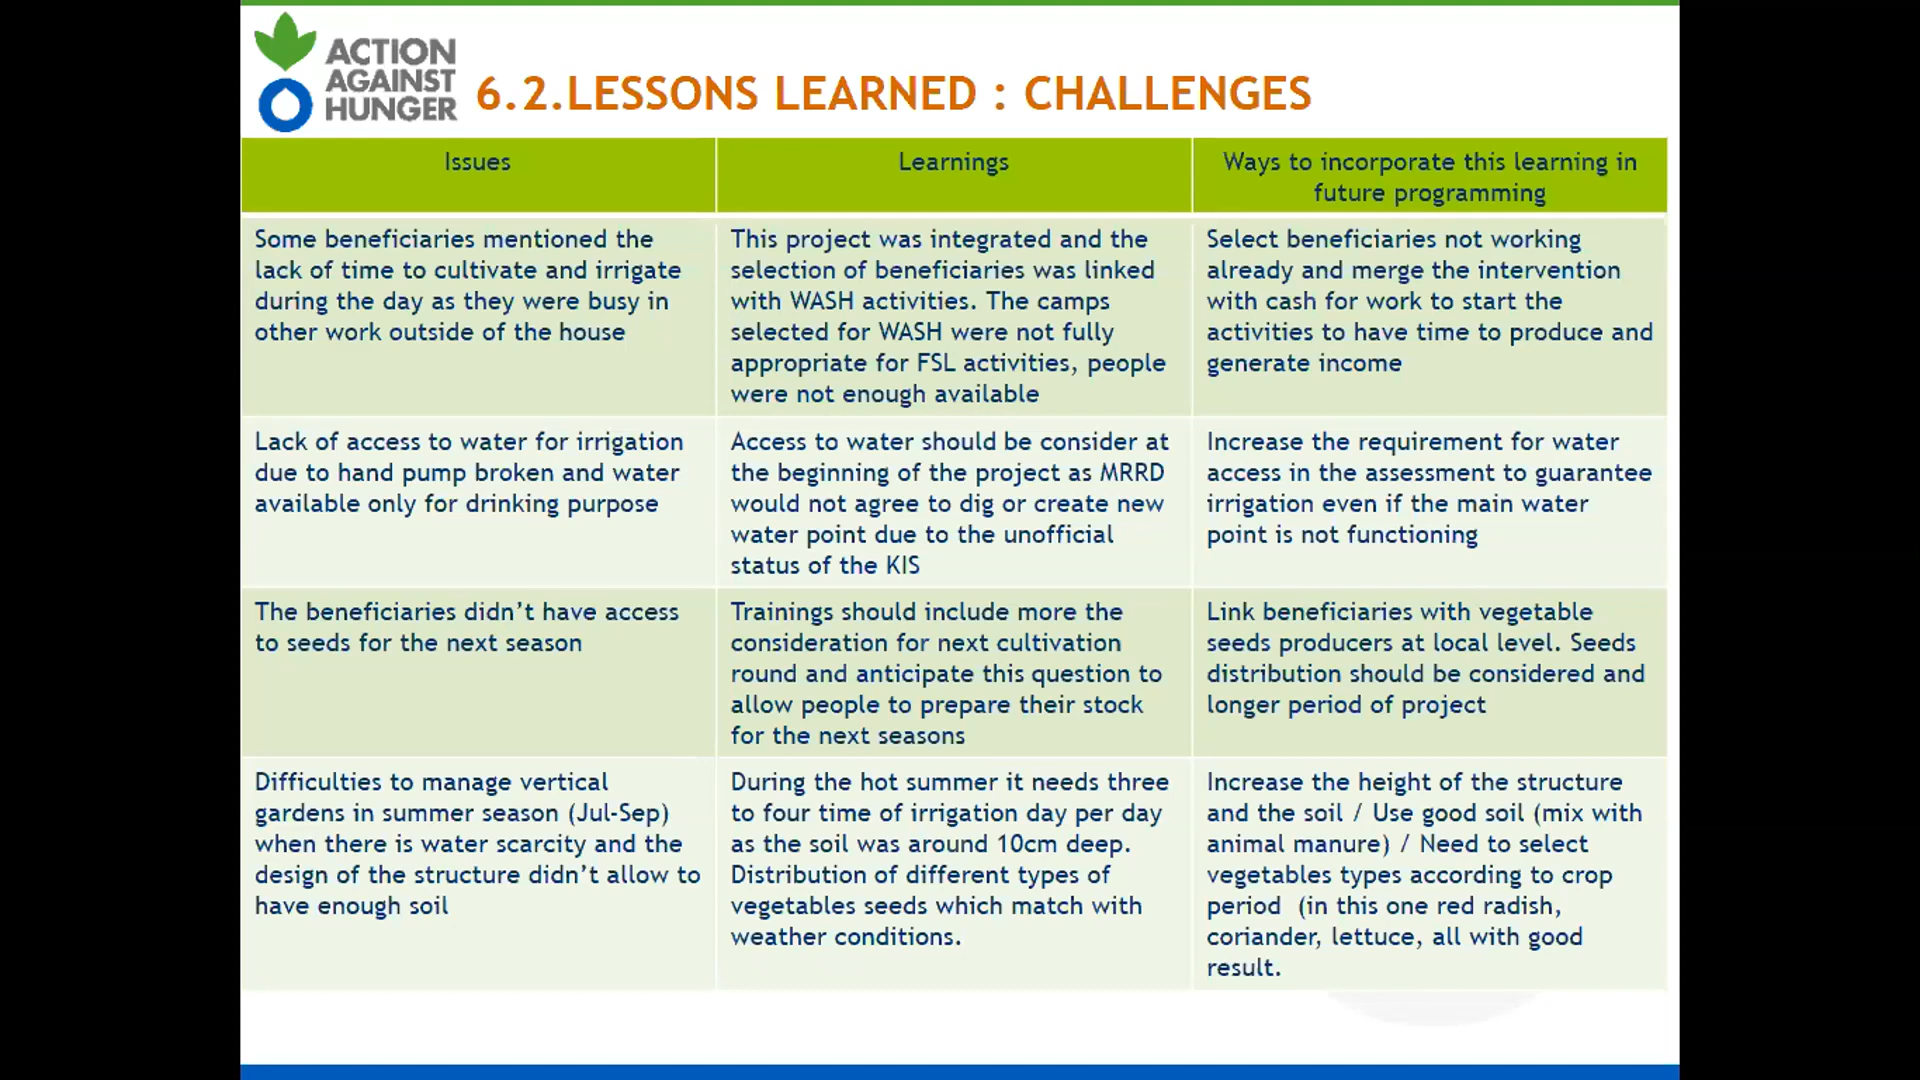 ACTION
AGAINST
HUNGER
6.2.LESSONS LEARNED : CHALLENGES
Issues
Learnings
Ways to incorporate this learning in
future programming
Some beneficiaries mentioned the
lack of time to cultivate and irrigate
during the day as they were busy in
other work outside of the house
This project was integrated and the
selection of beneficiaries was linked
with WASH activities. The camps
selected for WASH were not fully
appropriate for FSL activities, people
were not enough available
Select beneficiaries not working
already and merge the intervention
with cash for work to start the
activities to have time to produce and
generate income
Lack of access to water for irrigation
due to hand pump broken and water
available only for drinking purpose
Access to water should be consider at
the beginning of the project as MRRD
would not agree to dig or create new
water point due to the unofficial
status of the KIS
Increase the requirement for water
access in the assessment to guarantee
irrigation even if the main water
point is not functioning
The beneficiaries didn’t have access
to seeds for the next season
Trainings should include more the
consideration for next cultivation
round and anticipate this question to
allow people to prepare their stock
for the next seasons
Link beneficiaries with vegetable
seeds producers at local level. Seeds
distribution should be considered and
longer period of project
Difficulties to manage vertical
gardens in summer season (Jul-Sep)
when there is water scarcity and the
design of the structure didn’t allow to
have enough soil
During the hot summer it needs three
to four time of irrigation day per day
as the soil was around 10cm deep.
Distribution of different types of
vegetables seeds which match with
weather conditions.
Increase the height of the structure
and the soil / Use good soil (mix with
animal manure) / Need to select
vegetables types according to crop
period (in this one red radish,
coriander, lettuce, all with good
result.